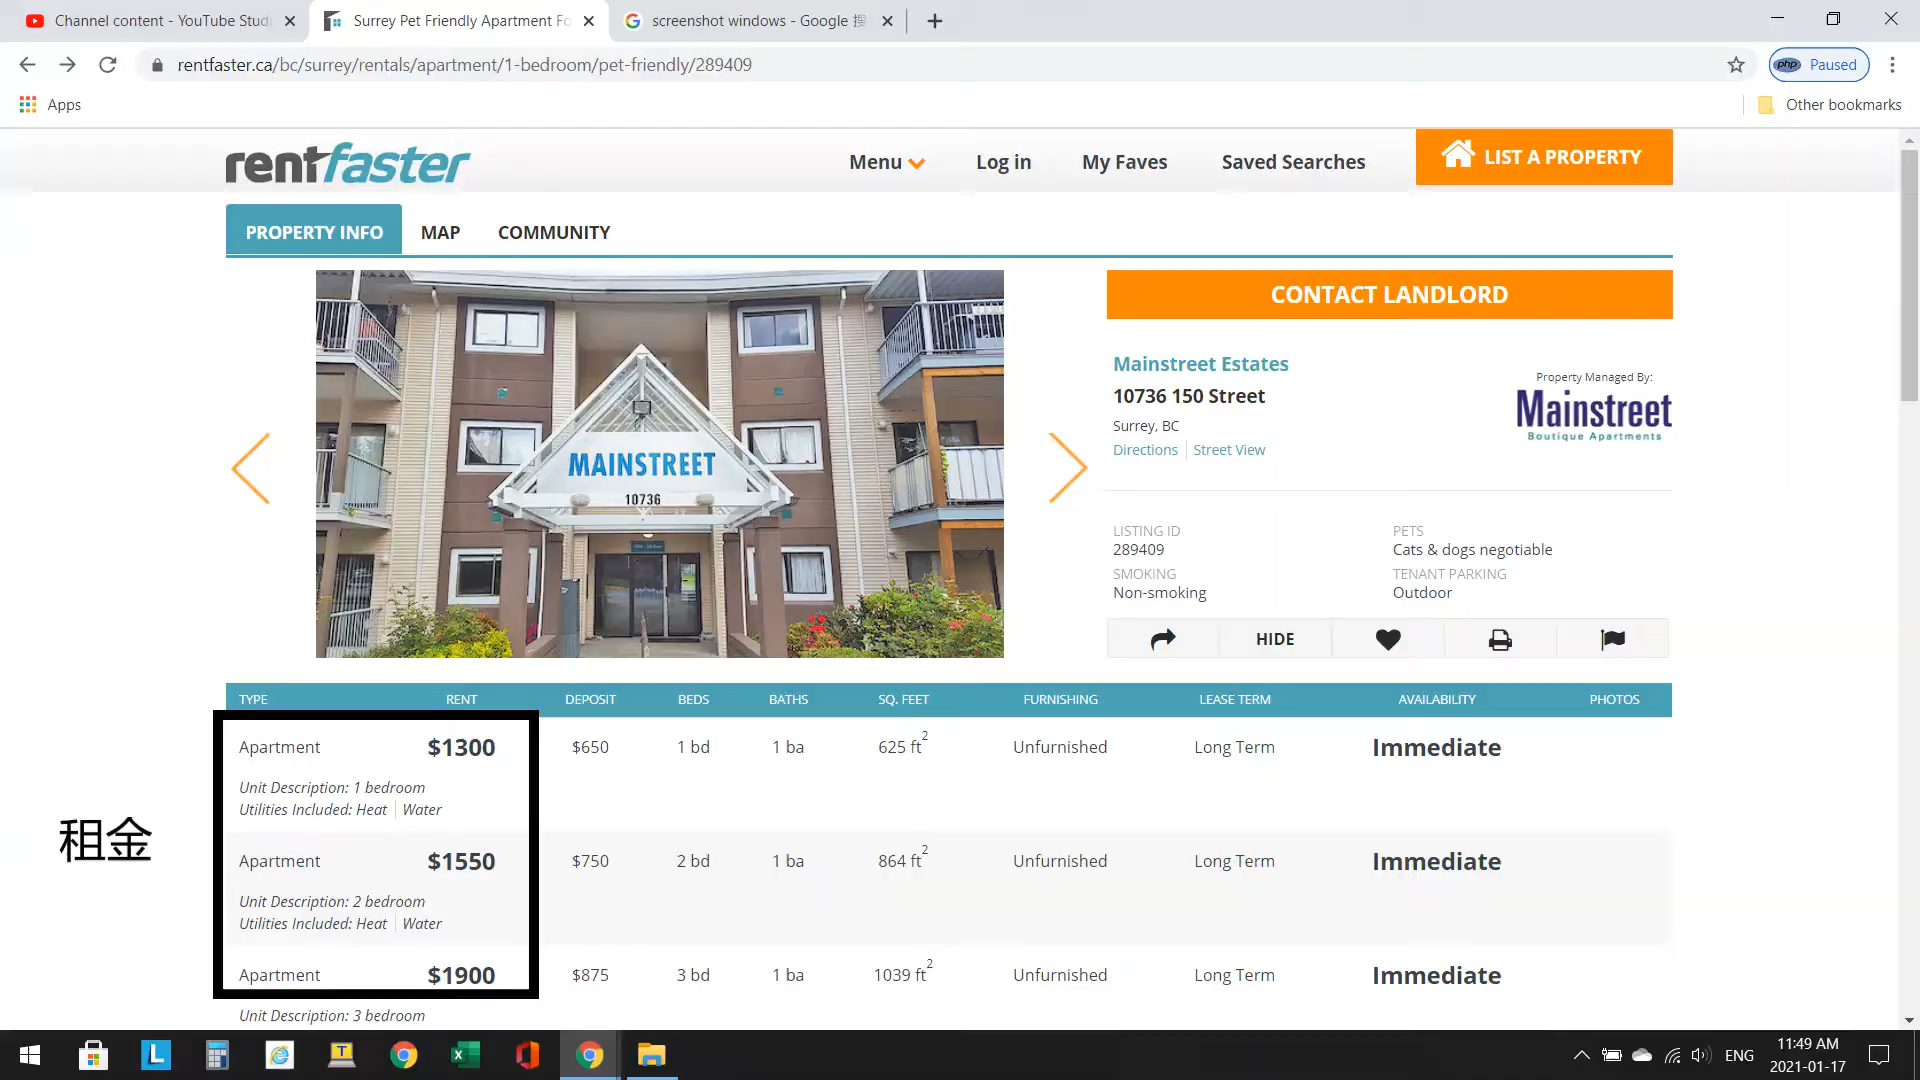 Channel content - YouTube Stud
Surrey Pet Friendly Apartment Fo
screenshot windows - Google 搜
rentfaster.ca/bc/surrey/rentals/apartment/1-bedroom/pet-friendly/289409
php Paused
Apps
Other bookmarks
rentfaster
Menu
Log in
My Faves
Saved Searches
LIST A PROPERTY
PROPERTY INFO
MAP
COMMUNITY
MAINSTREET
10736
CONTACT LANDLORD
Mainstreet Estates
10736 150 Street
Surrey, BC
Directions
Street View
Property Managed By:
Mainstreet
Boutique Apartments
LISTING ID
289409
PETS
Cats & dogs negotiable
SMOKING
Non-smoking
TENANT PARKING
Outdoor
HIDE
TYPE RENT DEPOSIT BEDS BATHS SQ. FEET FURNISHING LEASE TERM AVAILABILITY PHOTOS
Apartment $1300 $650 1 bd 1 ba 625 ft2 Unfurnished Long Term Immediate
Unit Description: 1 bedroom
Utilities Included: Heat Water
租金
Apartment $1550 $750 2 bd 1 ba 864 ft2 Unfurnished Long Term Immediate
Unit Description: 2 bedroom
Utilities Included: Heat Water
Apartment $1900 $875 3 bd 1 ba 1039 ft2 Unfurnished Long Term Immediate
Unit Description: 3 bedroom
ENG
11:49 AM
2021-01-17